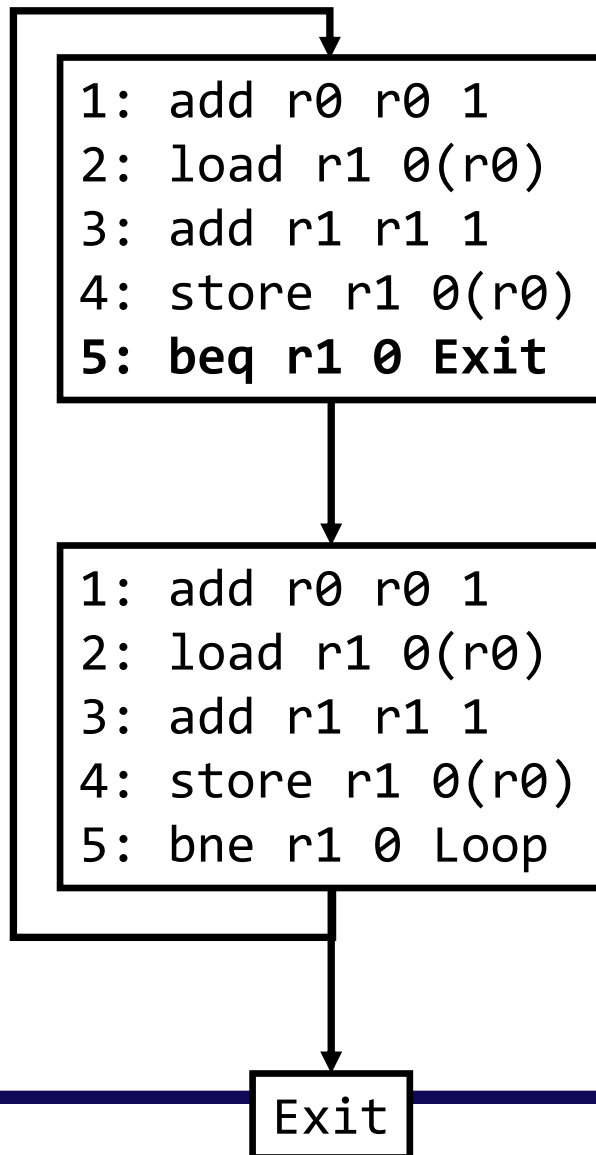 1: add r0 r0 1
2: load r1 0(r0)
3: add r1 r1 1
4: store r1 0(r0)
5: beq r1 0 Exit
1: add r0 r0 1
2: load r1 0(r0)
3: add r1 r1 1
4: store r1 0(r0)
5: bne r1 0 Loop
Exit